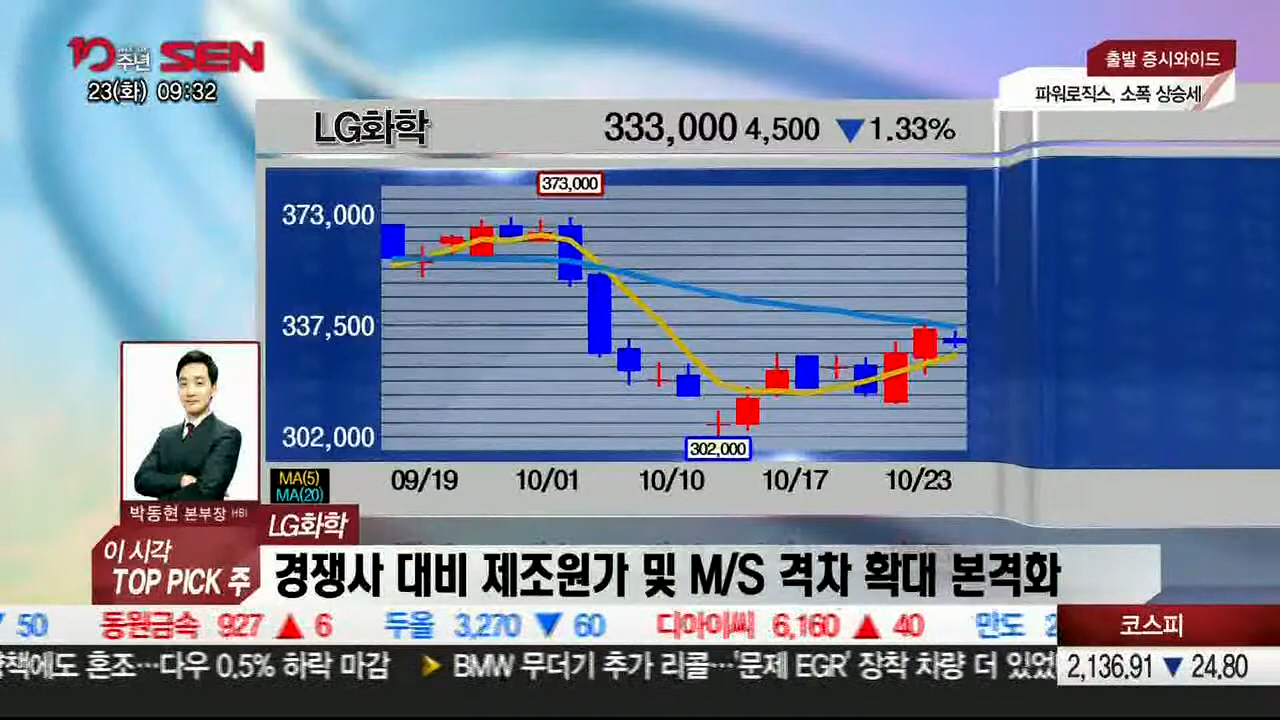 10주년 SEN
23(화) 09:32
출발 증시와이드
파워로직스, 소폭 상승세
LG화학 333,000 4,500 ▼1.33%
373,000
373,000
337,500
302,000
302,000
09/19 10/01 10/10 10/17 10/23
MA(5)
MA(20)
박동현 본부장 HBI
LG화학
이 시각
TOP PICK 주
경쟁사 대비 제조원가 및 M/S 격차 확대 본격화
▼ 50 동원금속 927 ▲ 6 두올 3,270 ▼ 60 디아이씨 6,160 ▲ 40 만도 2
코스피
책에도 혼조…다우 0.5% 하락 마감 ▶ BMW 무더기 추가 리콜…'문제 EGR' 장착 차량 더 있었
2,136.91 ▼ 24.80